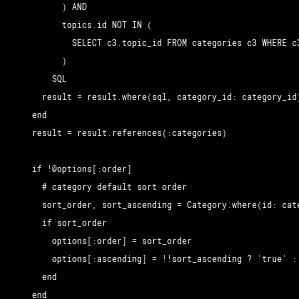 ) AND
topics.id NOT IN (
SELECT c3.topic_id FROM categories c3 WHERE c3
)
SQL
result = result.where(sql, category_id: category_id)
end
result = result.references(:categories)
if !@options[:order]
# category default sort order
sort_order, sort_ascending = Category.where(id: cate
if sort_order
options[:order] = sort_order
options[:ascending] = !!sort_ascending ? 'true' :
end
end